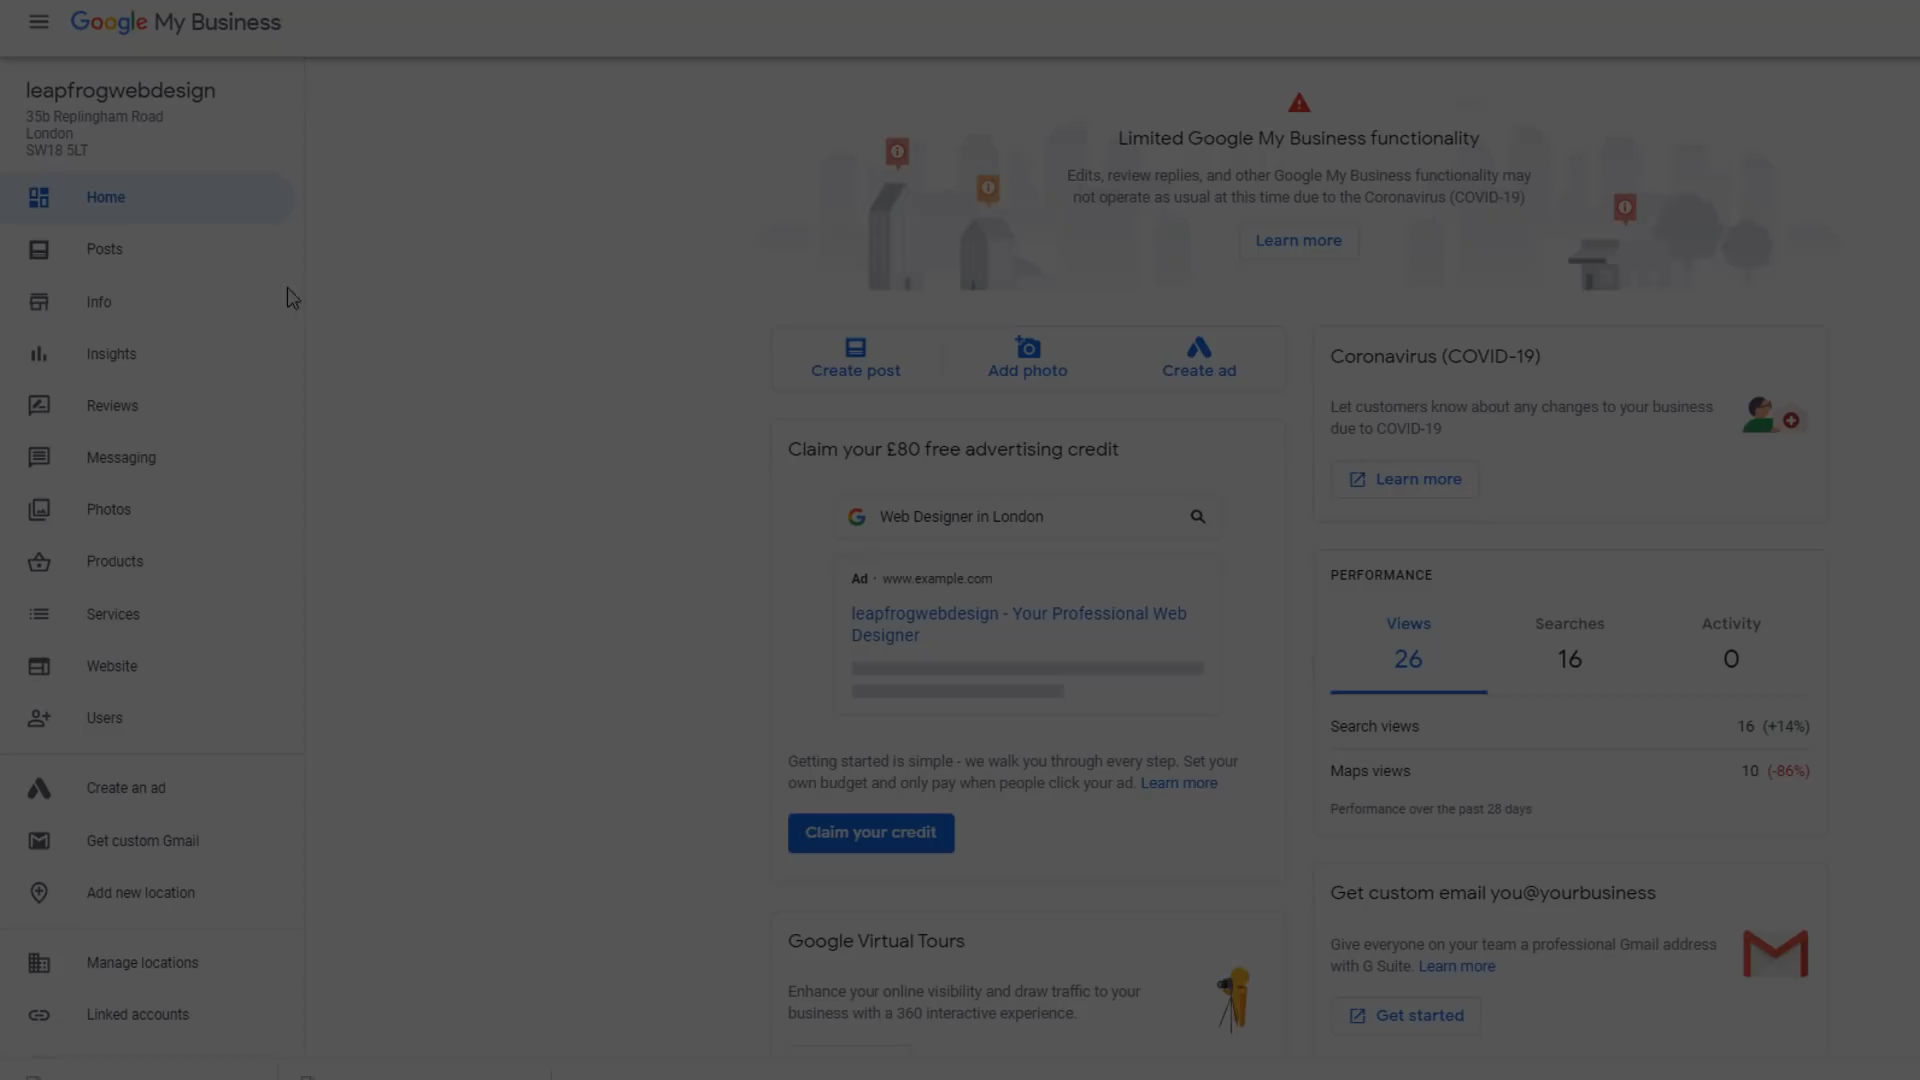 Google My Business
leapfrogwebdesign
35b Replingham Road
London
SW18 5LT
Home
Posts
Info
Insights
Reviews
Messaging
Photos
Products
Services
Website
Users
Create an ad
Get custom Gmail
Add new location
Manage locations
Linked accounts
Limited Google My Business functionality
Edits, review replies, and other Google My Business functionality may
not operate as usual at this time due to the Coronavirus (COVID-19)
Learn more
Create post
Add photo
Create ad
Claim your £80 free advertising credit
Web Designer in London
Ad · www.example.com
leapfrogwebdesign - Your Professional Web
Designer
Getting started is simple - we walk you through every step. Set your
own budget and only pay when people click your ad. Learn more
Claim your credit
Google Virtual Tours
Enhance your online visibility and draw traffic to your
business with a 360 interactive experience.
Coronavirus (COVID-19)
Let customers know about any changes to your business
due to COVID-19
Learn more
PERFORMANCE
Views Searches Activity
26 16 0
Search views 16 (+14%)
Maps views 10 (-86%)
Performance over the past 28 days
Get custom email you@yourbusiness
Give everyone on your team a professional Gmail address
with G Suite. Learn more
Get started